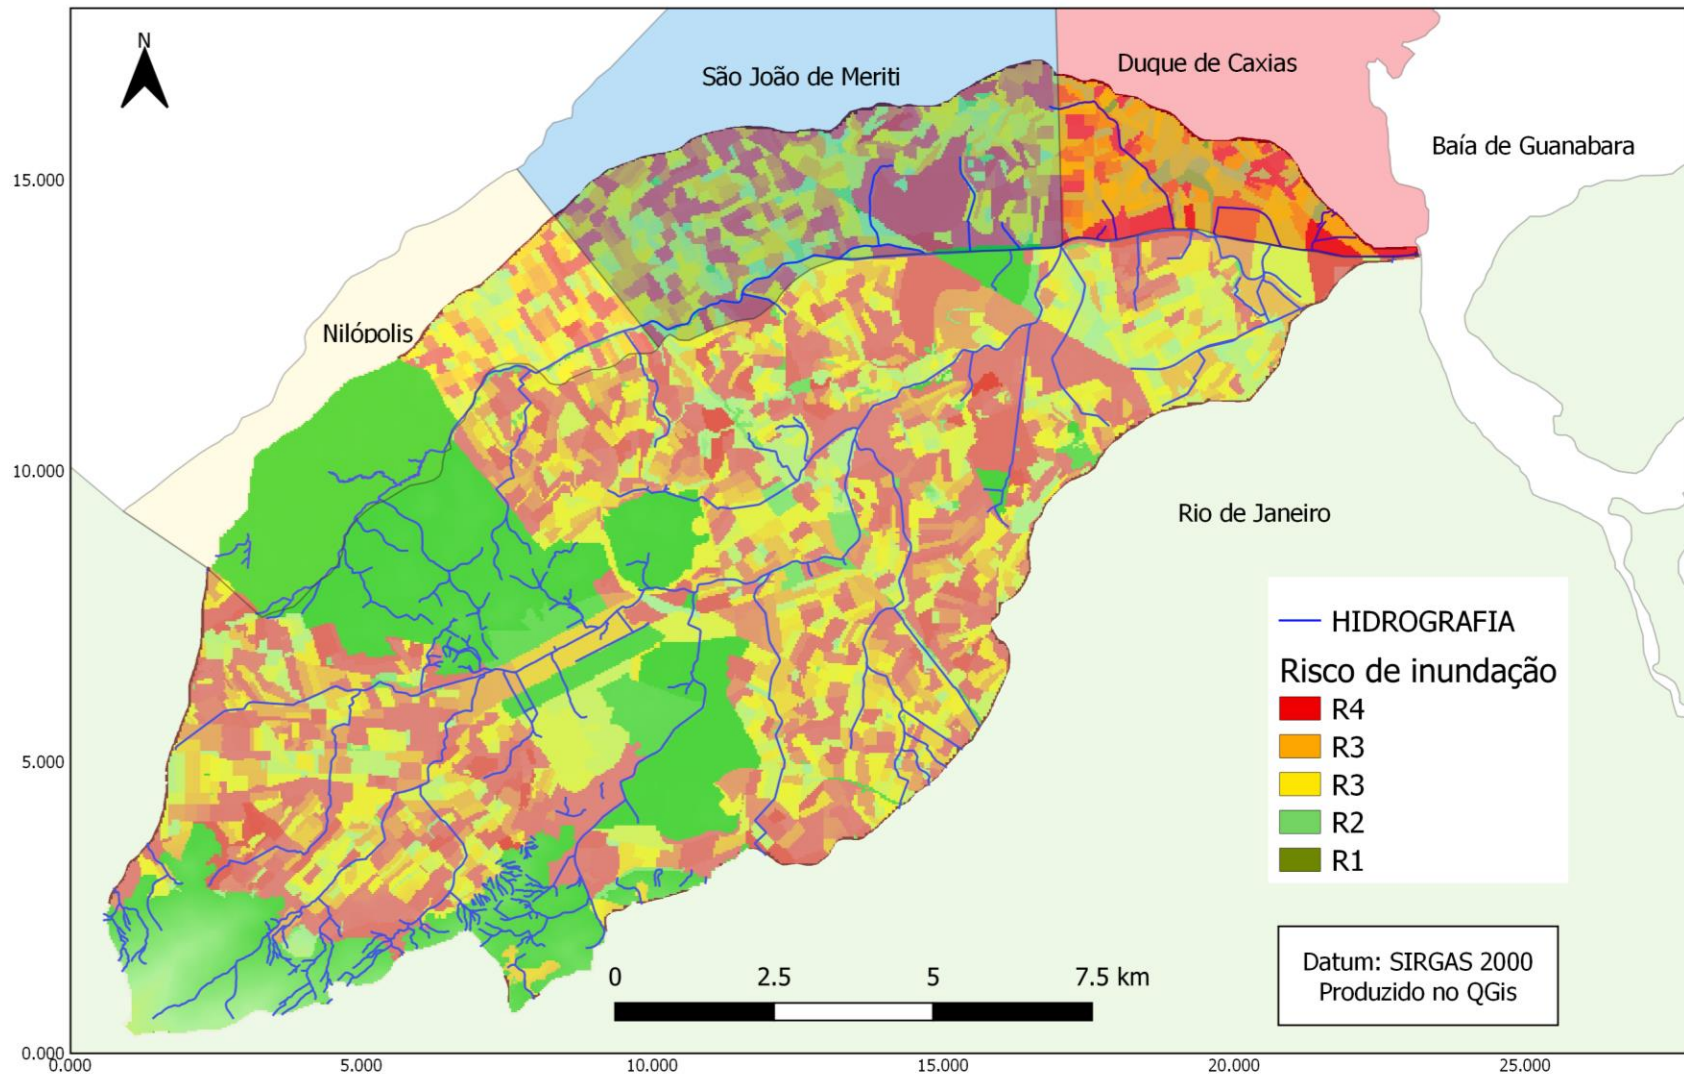 N
São João de Meriti
Duque de Caxias
Baía de Guanabara
15.000
Nilópolis
10.000
Rio de Janeiro
HIDROGRAFIA
Risco de inundação
R4
R3
R3
R2
R1
5.000
Datum: SIRGAS 2000
Produzido no QGis
0 2.5 5 7.5 km
0.000
0.000 5.000 10.000 15.000 20.000 25.000